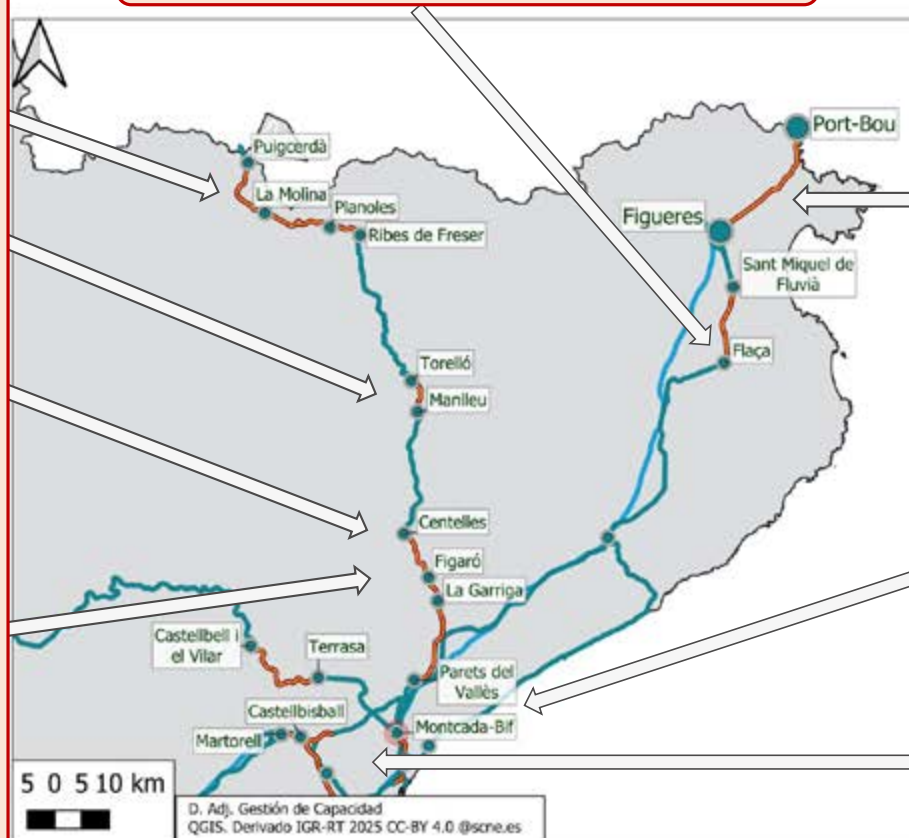 Port-Bou
Puigcerdà
La Molina
Planoles
Ribes de Freser
Figueres
Sant Miquel de
Fluvià
Flaça
Torelló
Manlleu
Centelles
Figaró
La Garriga
Castellbell i
el Vilar
Terrasa
Parets del
Vallès
Castellbisball
Montcada-Bif
Martorell
5 0 5 10 km
D. Adj. Gestión de Capacidad
QGIS. Derivado IGR-RT 2025 CC-BY 4.0 @scne.es